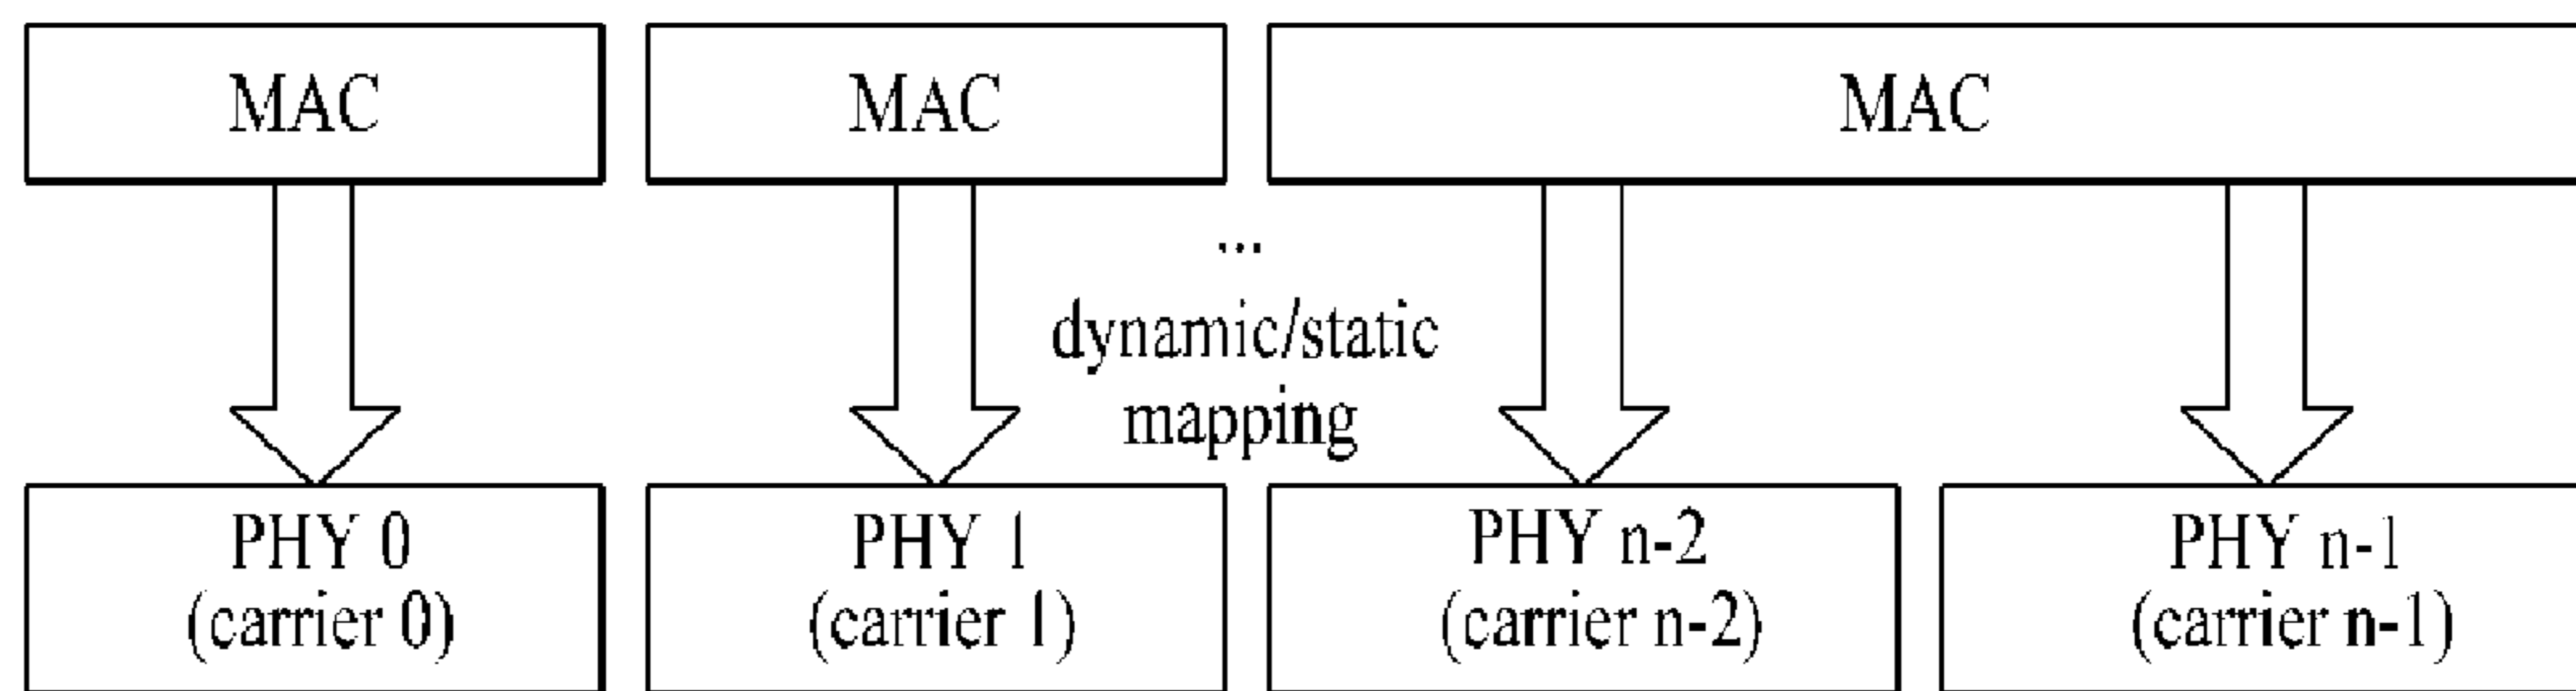 MAC
MAC
MAC
...
dynamic/static
mapping
PHY 0
(carrier 0)
PHY 1
(carrier 1)
PHY n-2
(carrier n-2)
PHY n-1
(carrier n-1)